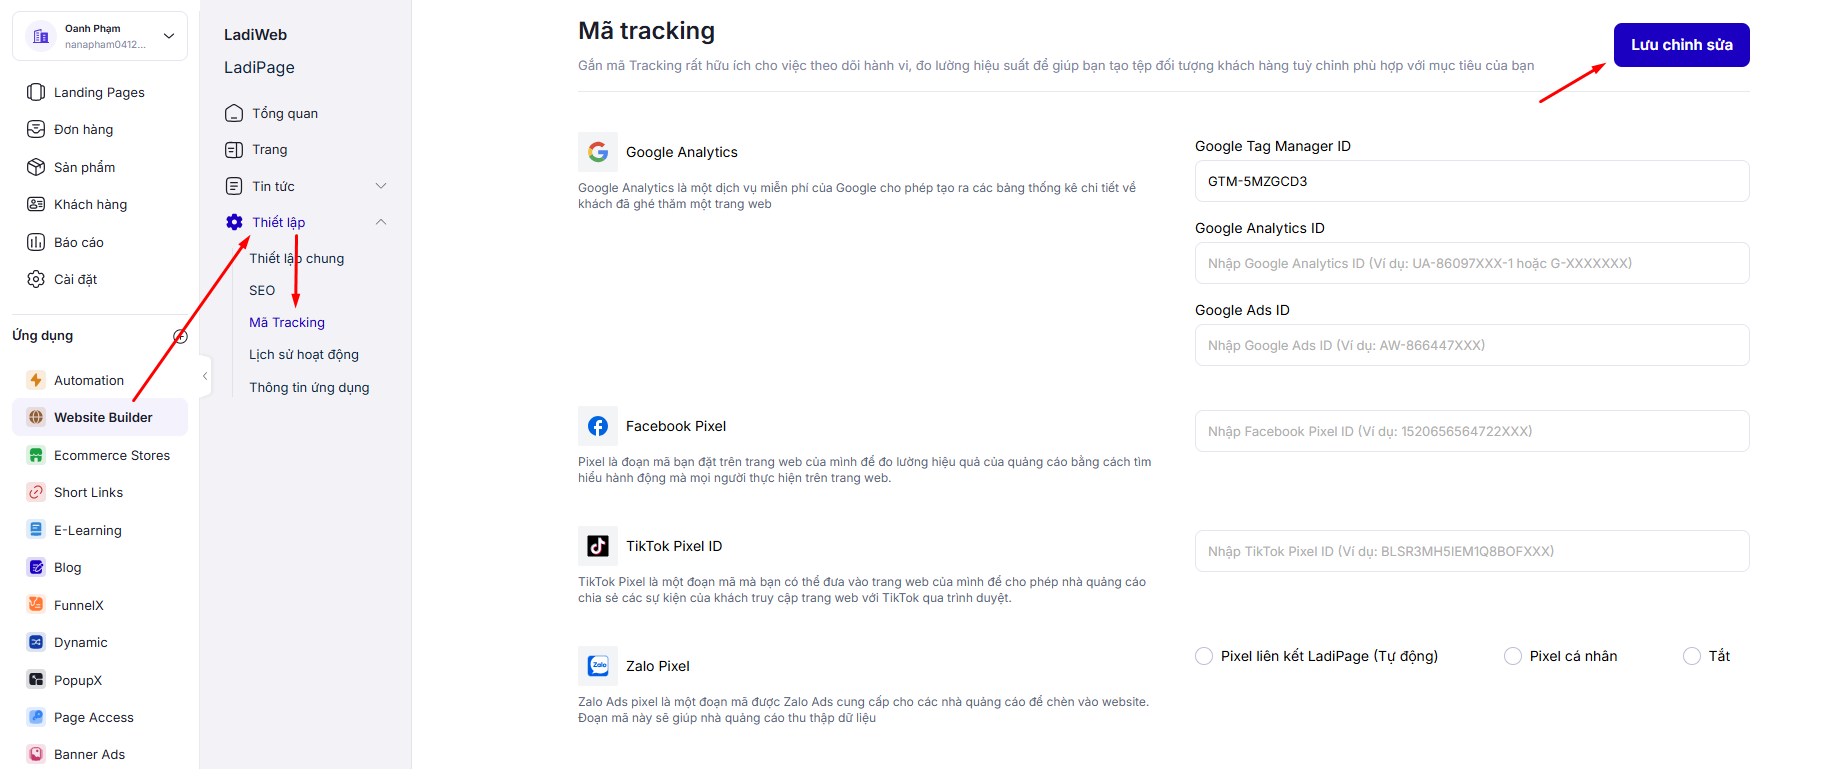 Oanh Phạm
nanapham0412...
Landing Pages
Đơn hàng
Sản phẩm
Khách hàng
Báo cáo
Cài đặt
Ứng dụng
Automation
Website Builder
Ecommerce Stores
Short Links
E-Learning
Blog
FunnelX
Dynamic
PopupX
Page Access
Banner Ads
LadiWeb
LadiPage
Tổng quan
Trang
Tin tức
Thiết lập
Thiết lập chung
SEO
Mã Tracking
Lịch sử hoạt động
Thông tin ứng dụng
Mã tracking
Gắn mã Tracking rất hữu ích cho việc theo dõi hành vi, đo lường hiệu suất để giúp bạn tạo tệp đối tượng khách hàng tuỳ chỉnh phù hợp với mục tiêu của bạn
Lưu chỉnh sửa
Google Analytics
Google Analytics là một dịch vụ miễn phí của Google cho phép tạo ra các bảng thống kê chi tiết về
khách đã ghé thăm một trang web
Google Tag Manager ID
GTM-5MZGCD3
Google Analytics ID
Nhập Google Analytics ID (Ví dụ: UA-86097XXX-1 hoặc G-XXXXXXX)
Google Ads ID
Nhập Google Ads ID (Ví dụ: AW-866447XXX)
Facebook Pixel
Pixel là đoạn mã bạn đặt trên trang web của mình để đo lường hiệu quả của quảng cáo bằng cách tìm
hiểu hành động mà mọi người thực hiện trên trang web.
Nhập Facebook Pixel ID (Ví dụ: 1520656564722XXX)
TikTok Pixel ID
TikTok Pixel là một đoạn mã mà bạn có thể đưa vào trang web của mình để cho phép nhà quảng cáo
chia sẻ các sự kiện của khách truy cập trang web với TikTok qua trình duyệt.
Nhập TikTok Pixel ID (Ví dụ: BLSR3MH5IEM1Q8BOFXXX)
Zalo
Zalo Pixel
Zalo Ads pixel là một đoạn mã được Zalo Ads cung cấp cho các nhà quảng cáo để chèn vào website.
Đoạn mã này sẽ giúp nhà quảng cáo thu thập dữ liệu
Pixel liên kết LadiPage (Tự động)
Pixel cá nhân
Tắt